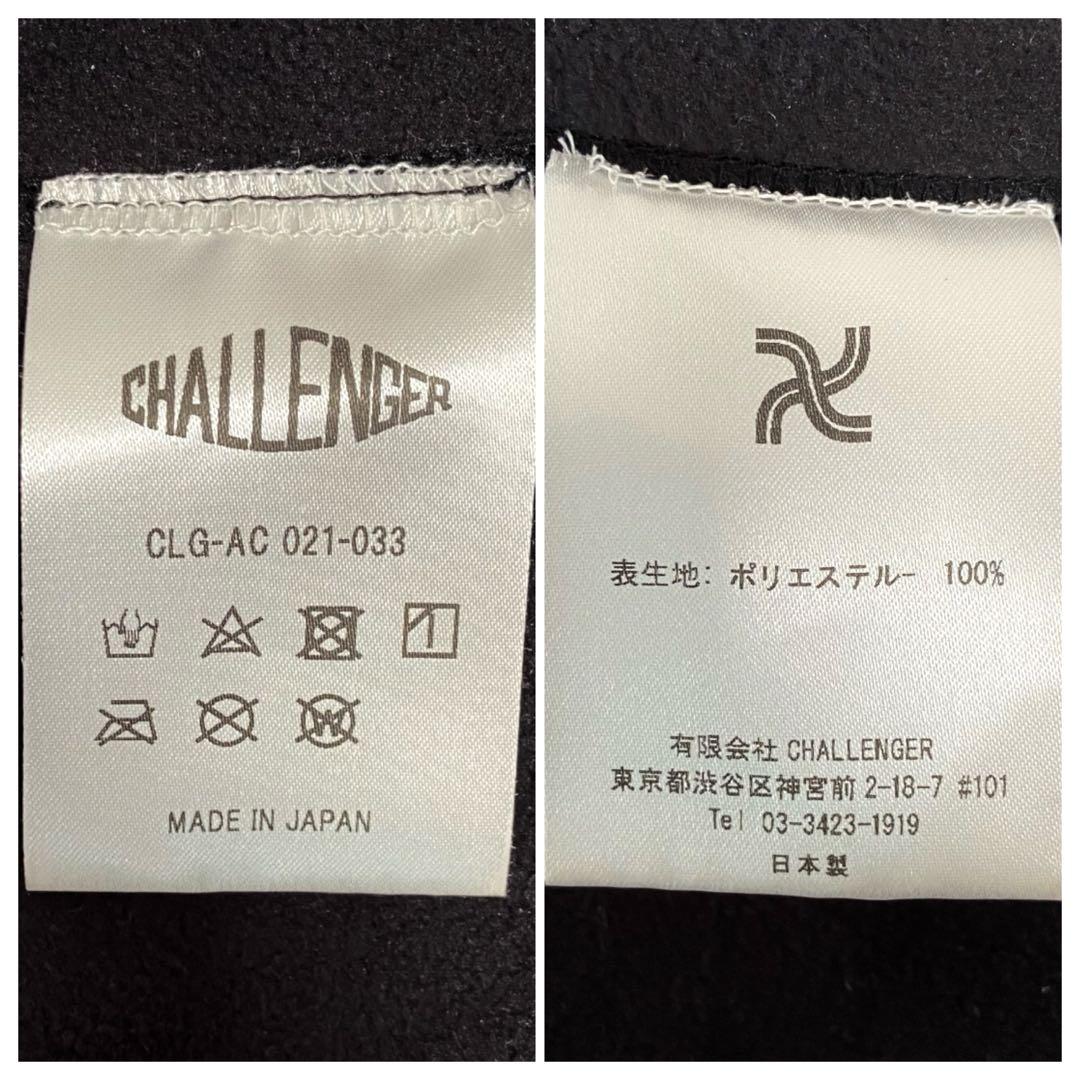 CHALLENGER
CLG-AC 021-033
W
MADE IN JAPAN
表生地: ポリエステル- 100%
有限会社 CHALLENGER
東京都渋谷区神宮前 2-18-7 #101
Tel 03-3423-1919
日本製